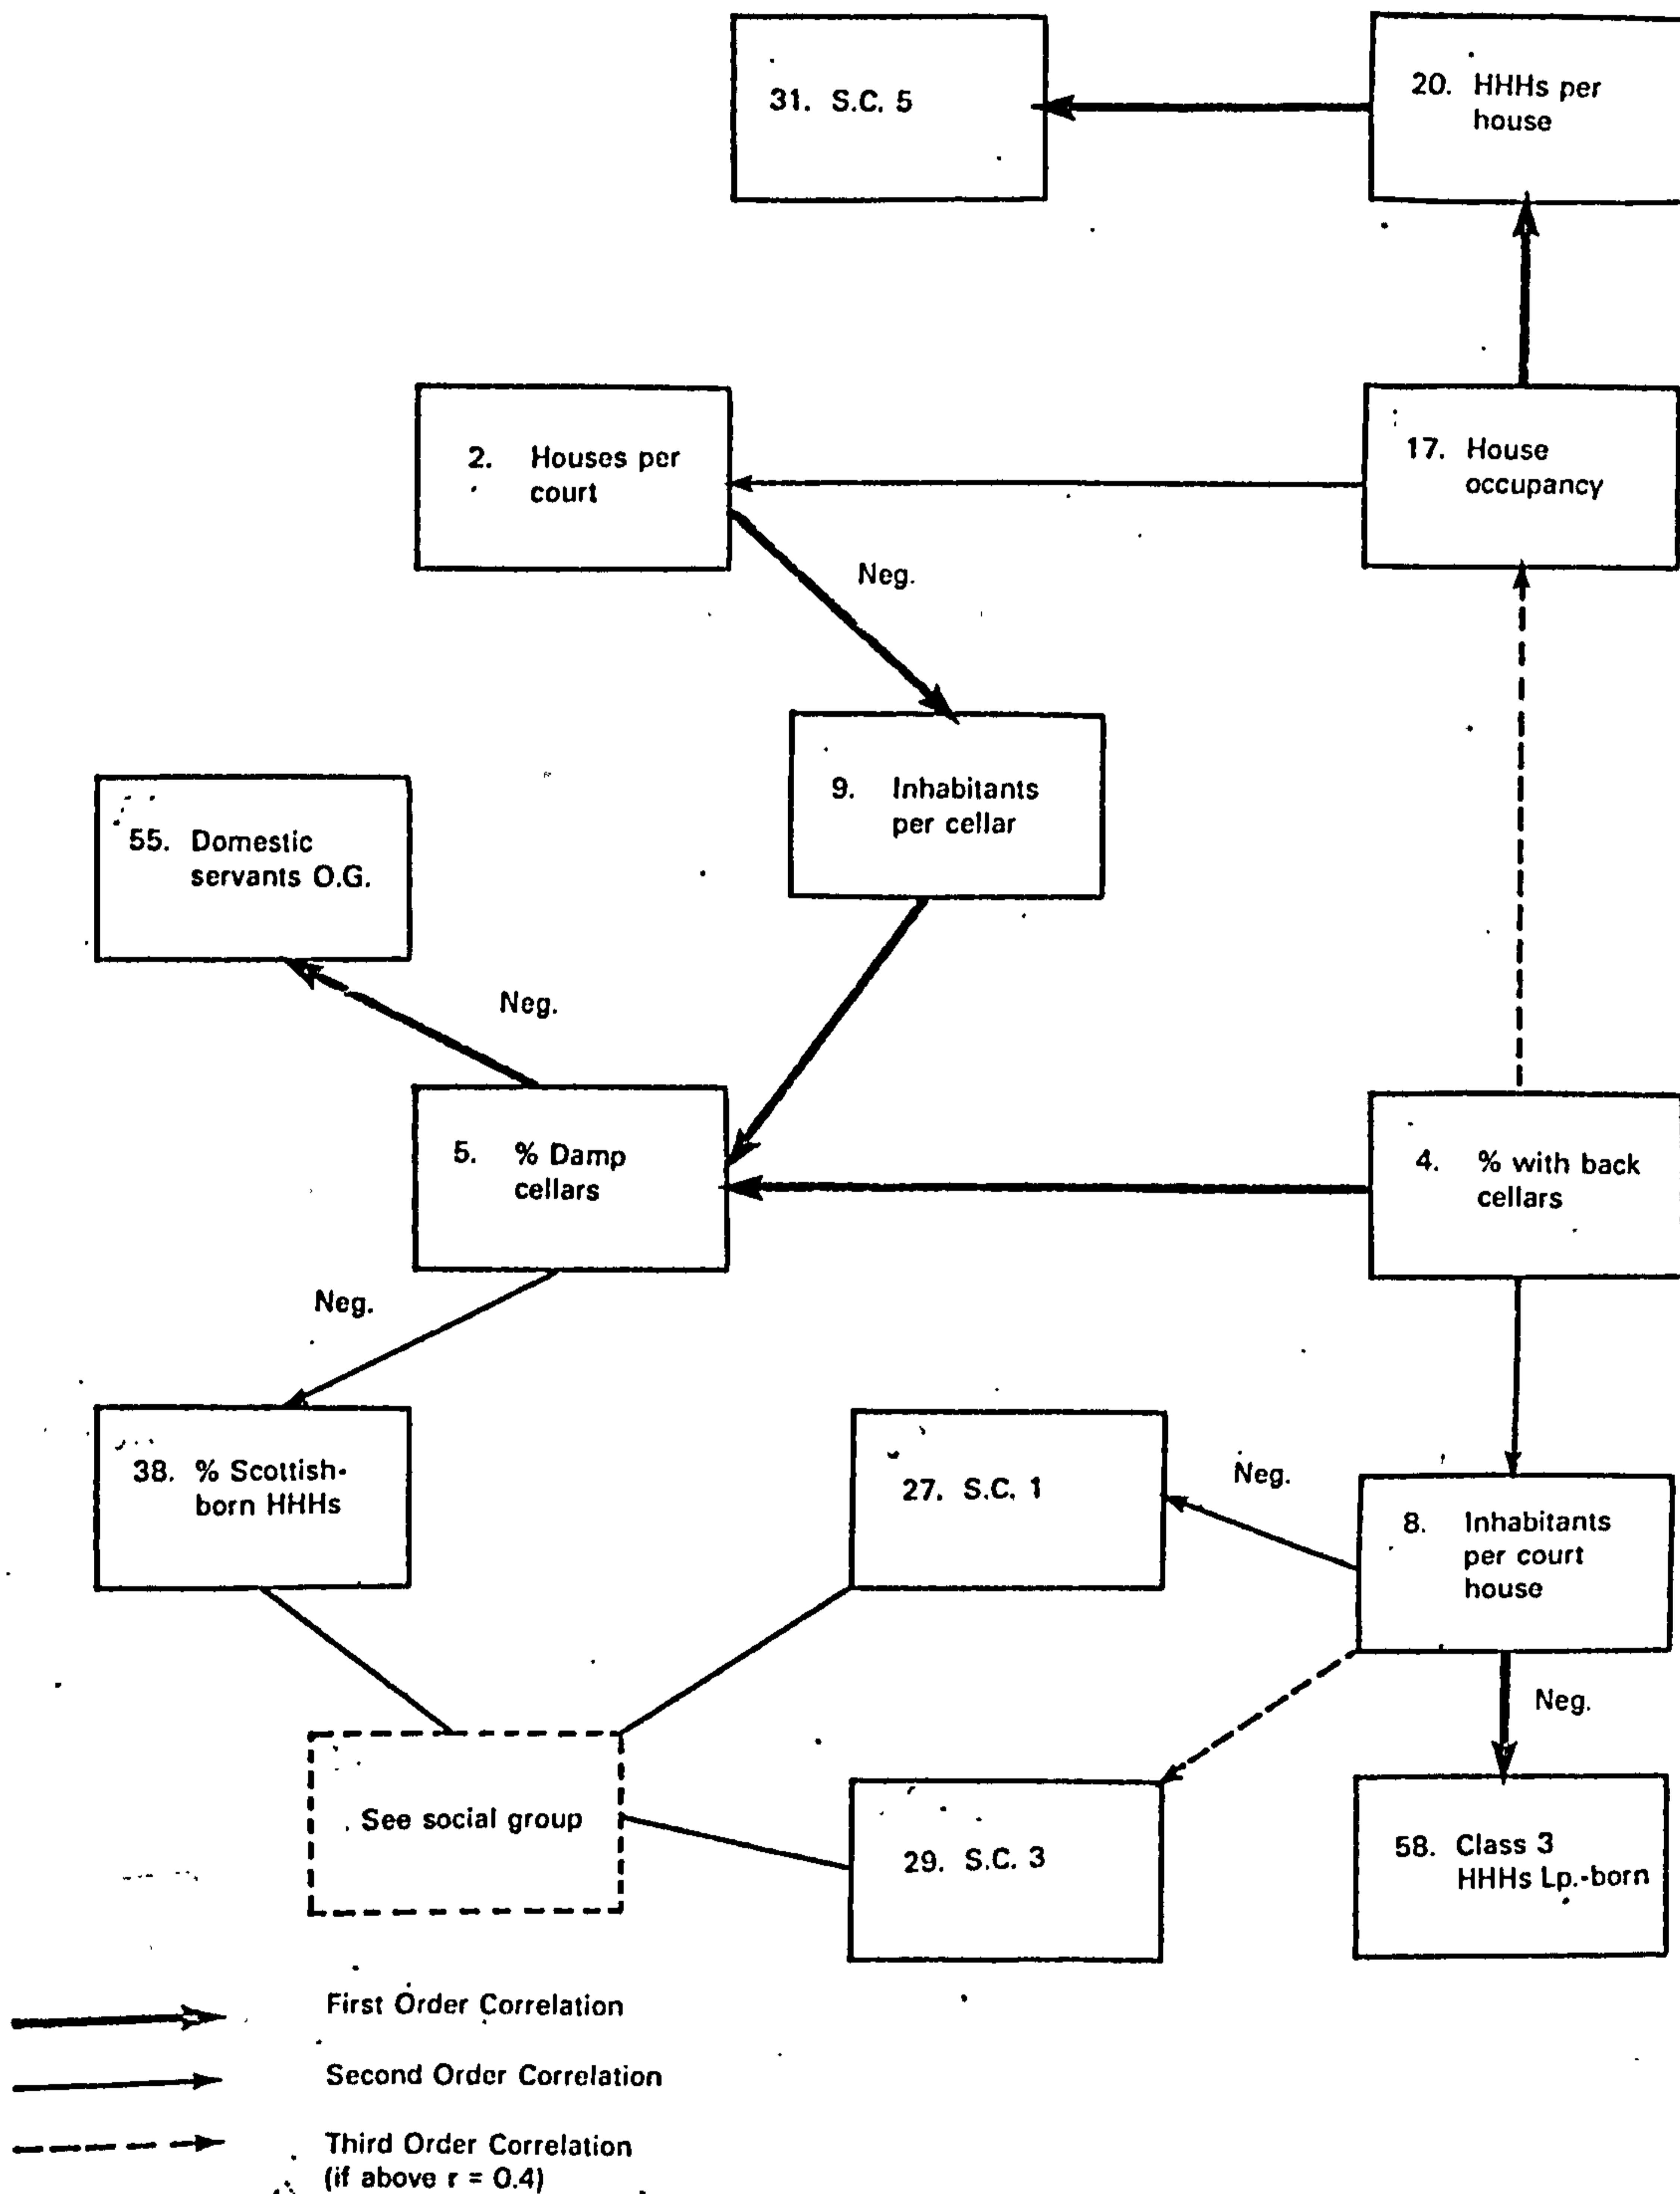 31. S.C. 5
20. HHHs per
house
2. Houses per
court
17. House
occupancy
Neg.
9. Inhabitants
per cellar
55. Domestic
servants O.G.
Neg.
5. % Damp
cellars
4. % with back
cellars
Neg.
38. % Scottish-
born HHHs
27. S.C. 1
Neg.
8. Inhabitants
per court
house
Neg.
See social group
29. S.C. 3
58. Class 3
HHHs Lp.-born
First Order Correlation
Second Order Correlation
Third Order Correlation
(if above r = 0.4)